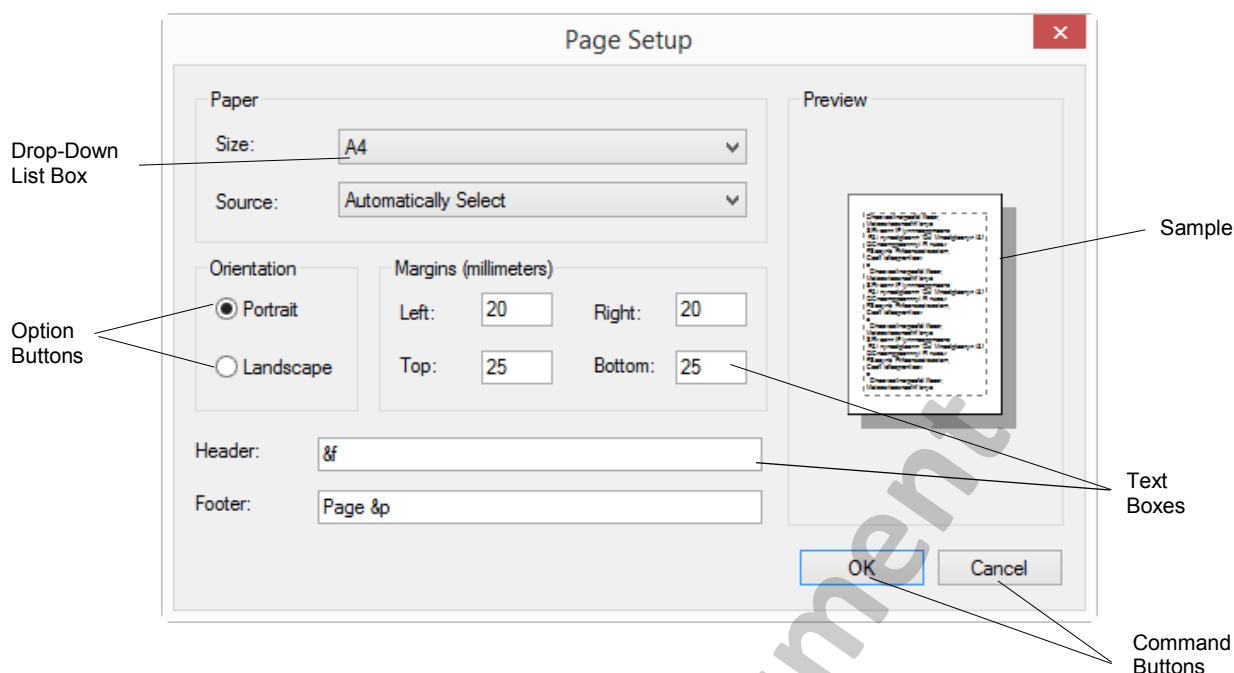 Page Setup
Paper
Preview
Drop-Down
List Box
Size:
A4
Source:
Automatically Select
Sample
Orientation
Margins (millimeters)
Option
Buttons
Portrait
Left:
20
Right:
20
Landscape
Top:
25
Bottom:
25
Header:
&f
Footer:
Page &p
Text
Boxes
OK
Cancel
Command
Buttons